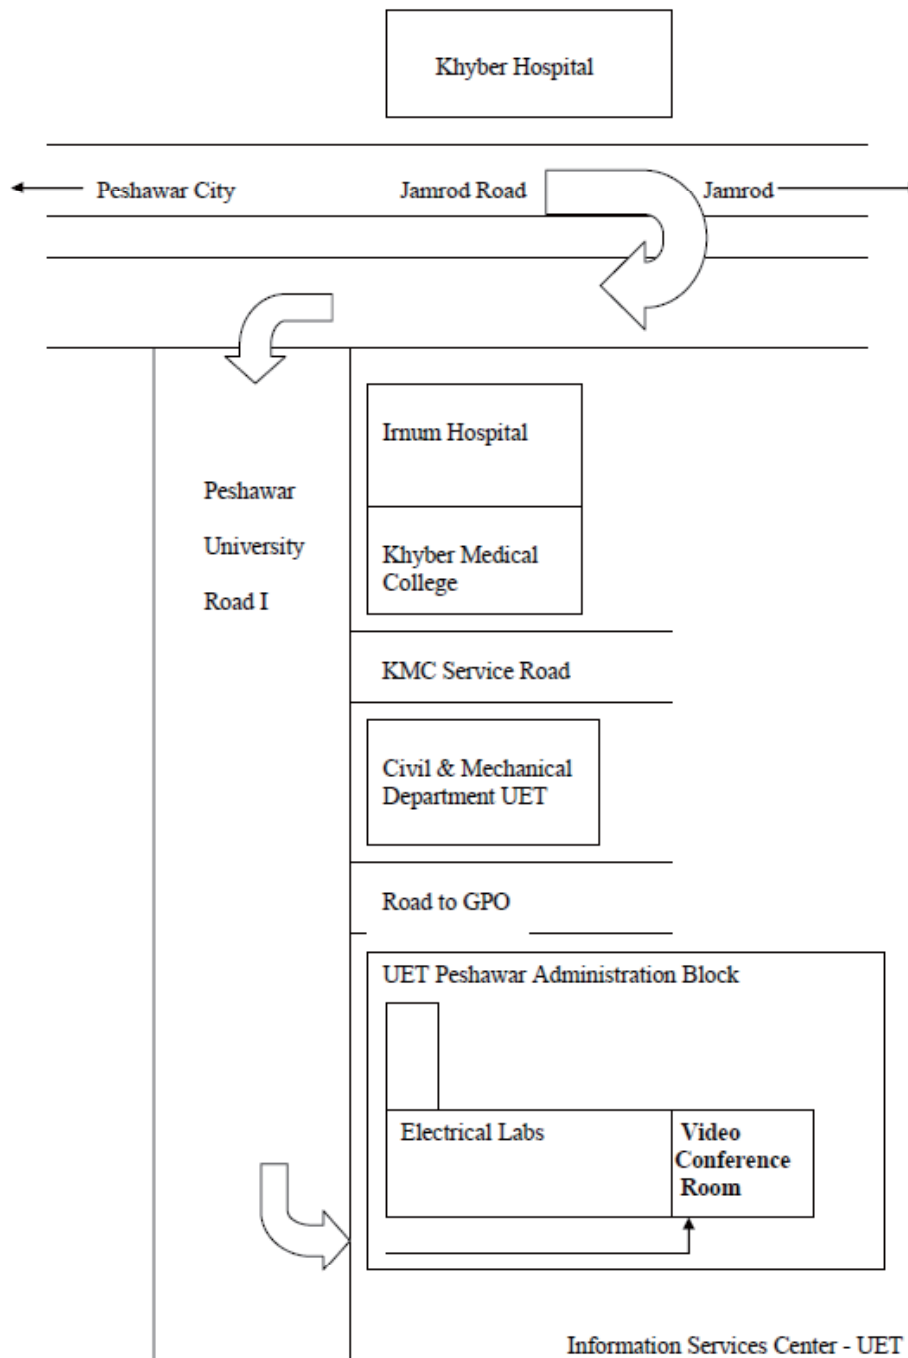 Khyber Hospital
Peshawar City
Jamrod Road
Jamrod
Irnum Hospital
Peshawar
University
Road I
Khyber Medical
College
KMC Service Road
Civil & Mechanical
Department UET
Road to GPO
UET Peshawar Administration Block
Electrical Labs
Video
Conference
Room
Information Services Center - UET